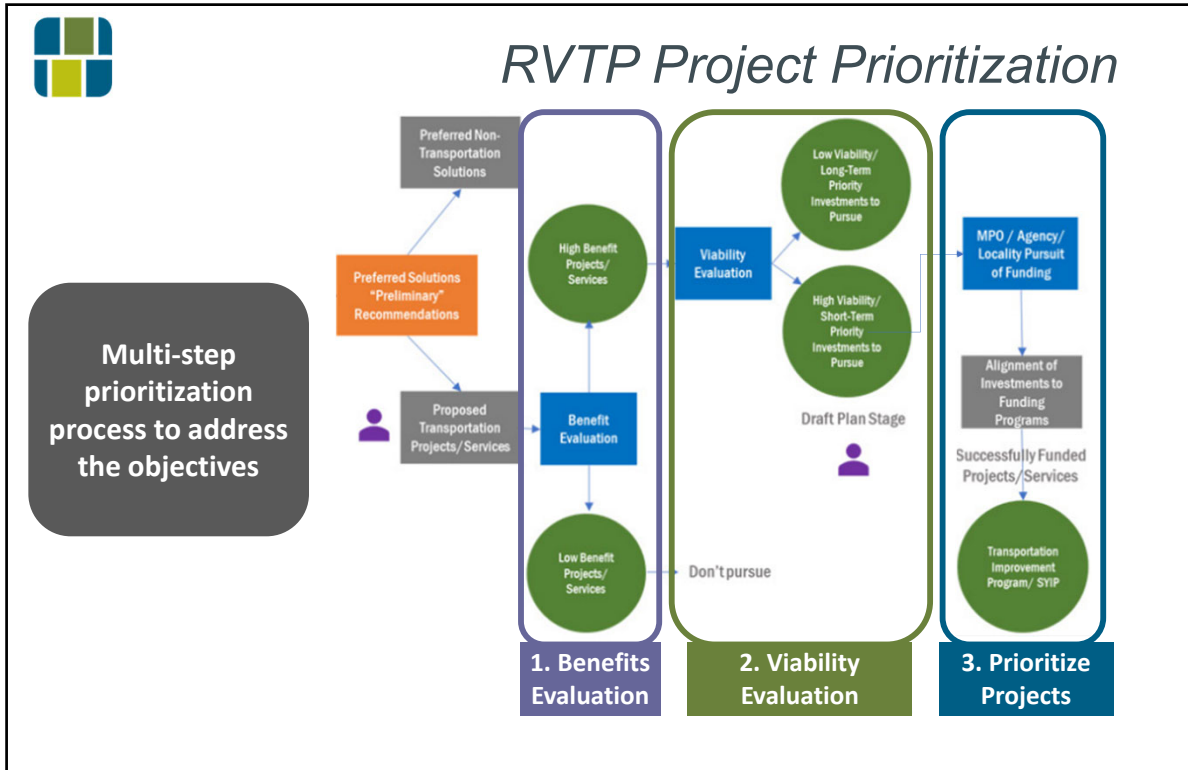 RVTP Project Prioritization
Multi-step
prioritization
process to address
the objectives
Preferred Non-
Transportation
Solutions
Preferred Solutions
"Preliminary"
Recommendations
Proposed
Transportation
Projects/Services
High Benefit
Projects/
Services
Benefit
Evaluation
Low Benefit
Projects/
Services
Don't pursue
Viability
Evaluation
Low Viability/
Long-Term
Priority
Investments to
Pursue
High Viability/
Short-Term
Priority
Investments to
Pursue
Draft Plan Stage
MPO / Agency/
Locality Pursuit
of Funding
Alignment of
Investments to
Funding
Programs
Successfully Funded
Projects/Services
Transportation
Improvement
Program/ SYIP
1. Benefits
Evaluation
2. Viability
Evaluation
3. Prioritize
Projects